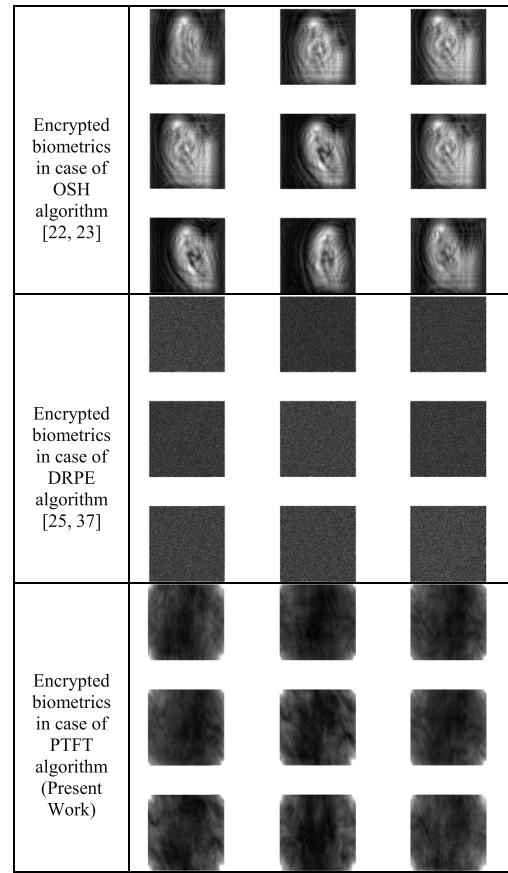 Encrypted
biometrics
in case of
OSH
algorithm
[22, 23]
Encrypted
biometrics
in case of
DRPE
algorithm
[25, 37]
Encrypted
biometrics
in case of
PTFT
algorithm
(Present
Work)